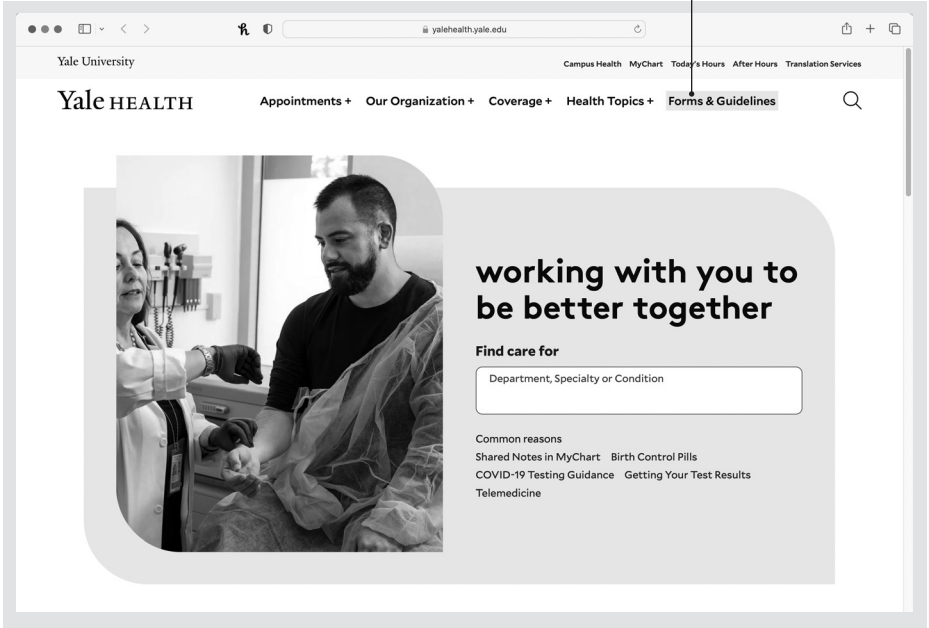 yalehealth.yale.edu
Yale University
Campus Health MyChart Today's Hours After Hours Translation Services
Yale HEALTH
Appointments + Our Organization + Coverage + Health Topics + Forms & Guidelines
working with you to
be better together
Find care for
Department, Specialty or Condition
Common reasons
Shared Notes in MyChart Birth Control Pills
COVID-19 Testing Guidance Getting Your Test Results
Telemedicine